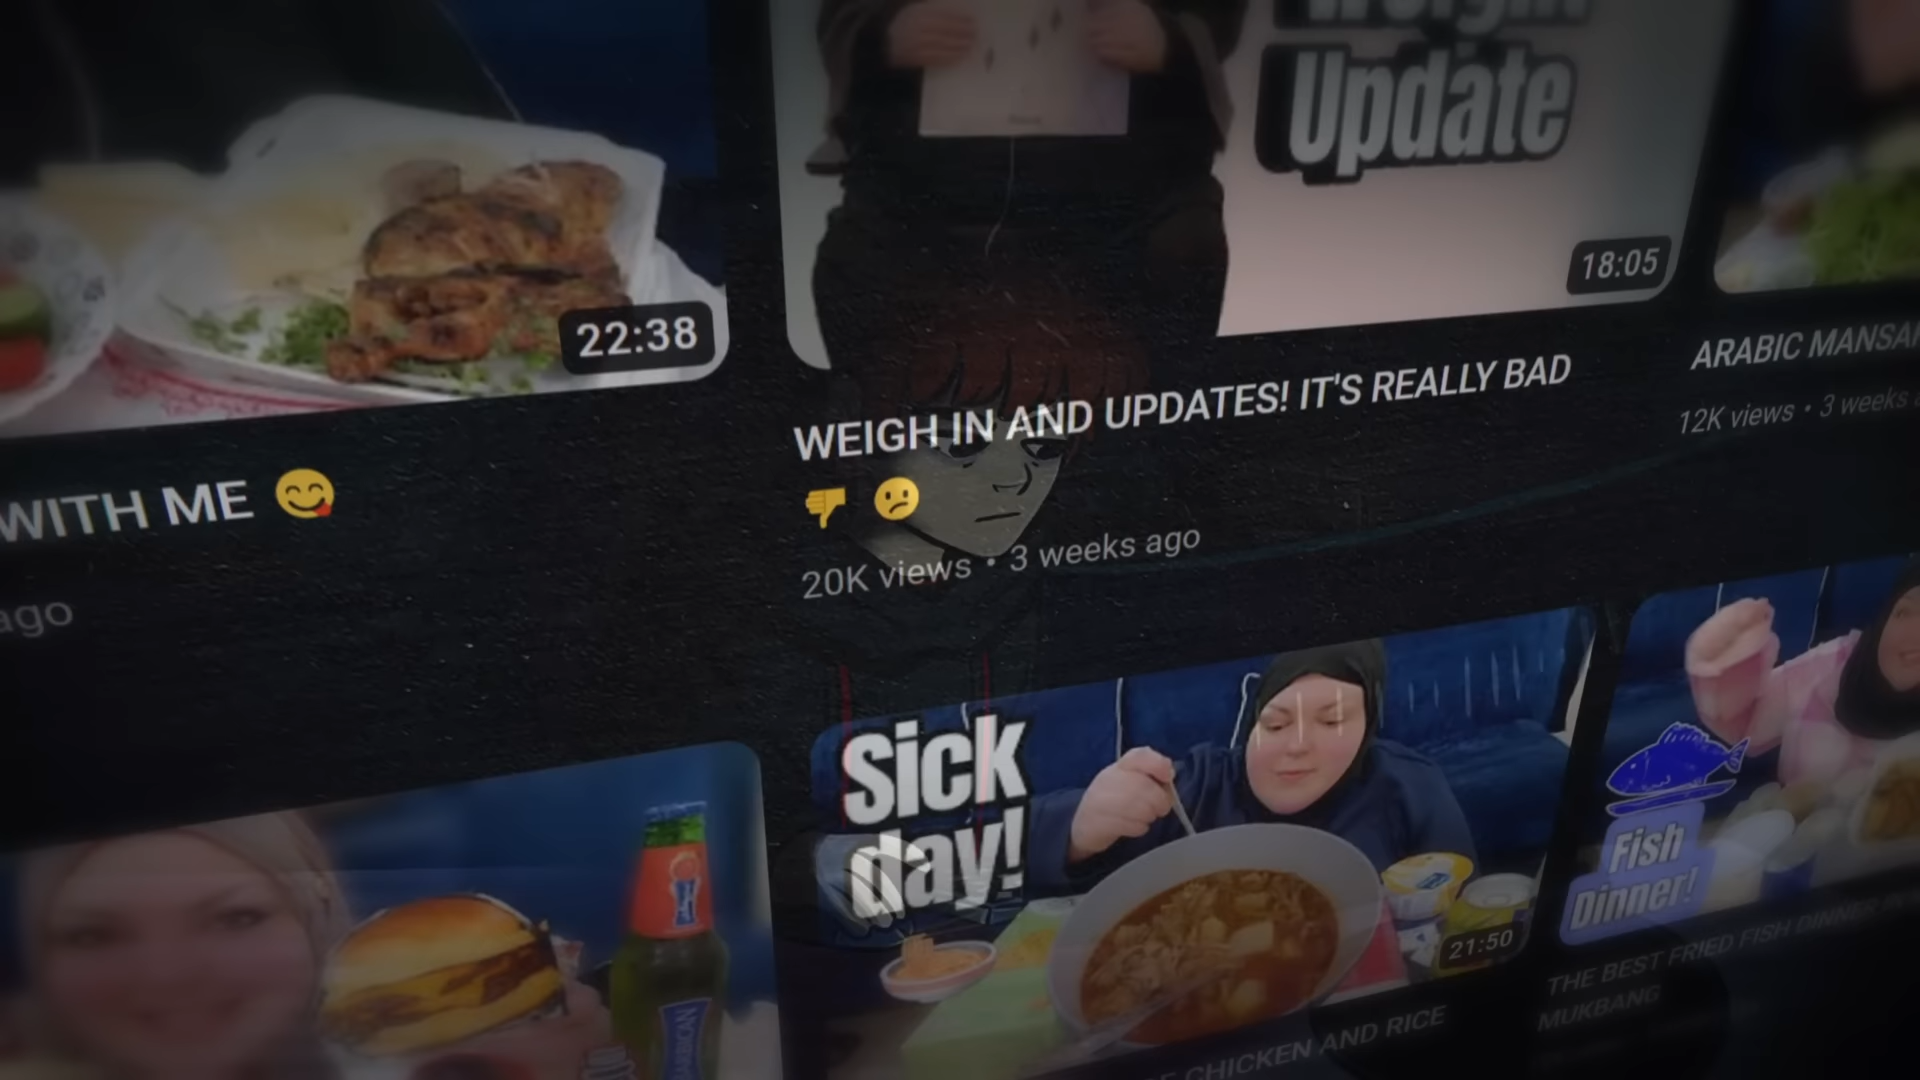 Weight
Update
22:38
18:05
WITH ME
ago
WEIGH IN AND UPDATES! IT'S REALLY BAD
20K views • 3 weeks ago
ARABIC
12K views • 3 weeks
Sick
day!
21:50
CHICKEN AND RICE
Fish
Dinner!
THE BEST FRIED FISH DINNER
MUKBANG